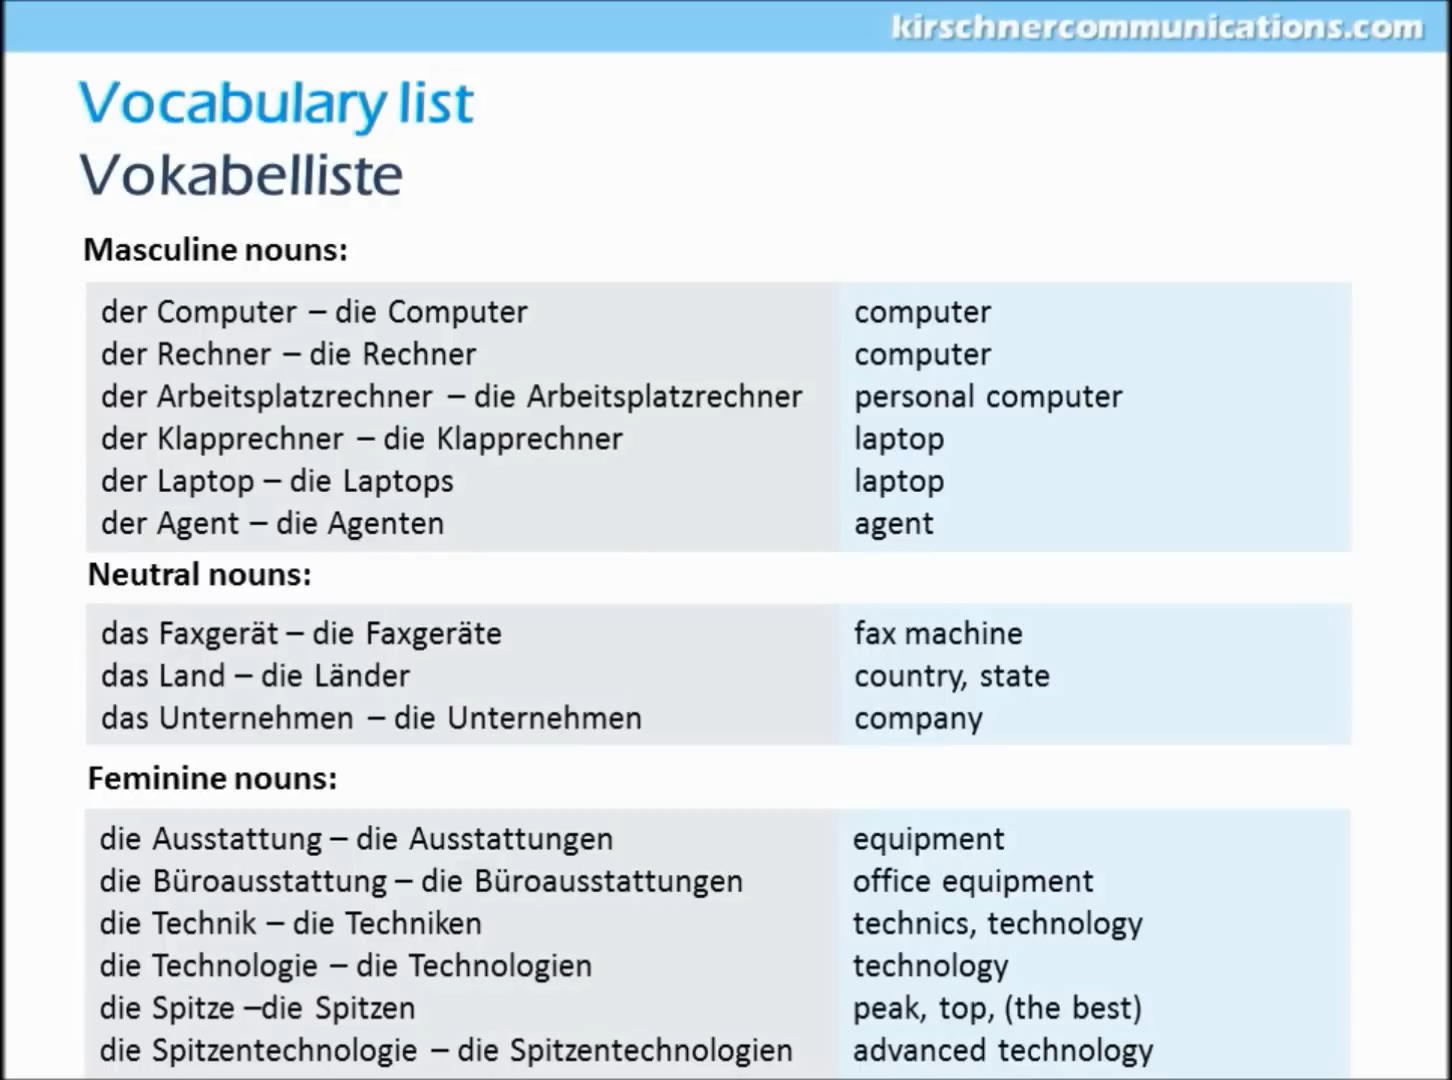 kirschnercommunications.com
Vocabulary list
Vokabelliste
Masculine nouns:
der Computer – die Computer computer
der Rechner – die Rechner computer
der Arbeitsplatzrechner – die Arbeitsplatzrechner personal computer
der Klapprechner – die Klapprechner laptop
der Laptop – die Laptops laptop
der Agent – die Agenten agent
Neutral nouns:
das Faxgerät – die Faxgeräte fax machine
das Land – die Länder country, state
das Unternehmen – die Unternehmen company
Feminine nouns:
die Ausstattung – die Ausstattungen equipment
die Büroausstattung – die Büroausstattungen office equipment
die Technik – die Techniken technics, technology
die Technologie – die Technologien technology
die Spitze –die Spitzen peak, top, (the best)
die Spitzentechnologie – die Spitzentechnologien advanced technology